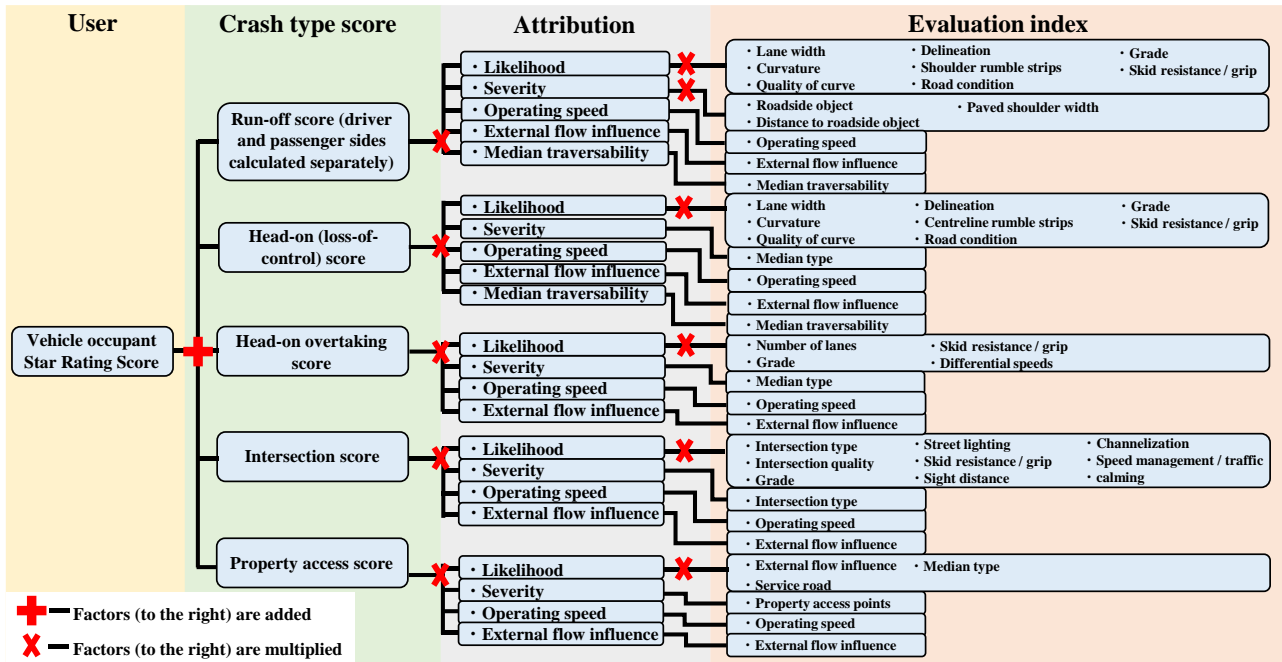 User
Crash type score
Attribution
Evaluation index
Vehicle occupant
Star Rating Score
Run-off score (driver
and passenger sides
calculated separately)
· Likelihood
· Severity
· Operating speed
· External flow influence
· Median traversability
· Lane width
· Curvature
· Quality of curve
· Delineation
· Shoulder rumble strips
· Road condition
· Grade
· Skid resistance / grip
· Roadside object
· Distance to roadside object
· Paved shoulder width
· Operating speed
· External flow influence
· Median traversability
Head-on (loss-of-
control) score
· Likelihood
· Severity
· Operating speed
· External flow influence
· Median traversability
· Lane width
· Curvature
· Quality of curve
· Delineation
· Centreline rumble strips
· Road condition
· Grade
· Skid resistance / grip
· Median type
· Operating speed
· External flow influence
· Median traversability
Head-on overtaking
score
· Likelihood
· Severity
· Operating speed
· External flow influence
· Number of lanes
· Grade
· Skid resistance / grip
· Differential speeds
· Median type
· Operating speed
· External flow influence
Intersection score
· Likelihood
· Severity
· Operating speed
· External flow influence
· Intersection type
· Intersection quality
· Grade
· Street lighting
· Skid resistance / grip
· Sight distance
· Channelization
· Speed management / traffic
· calming
· Intersection type
· Operating speed
· External flow influence
Property access score
· Likelihood
· Severity
· Operating speed
· External flow influence
· External flow influence
· Service road
· Median type
· Property access points
· Operating speed
· External flow influence
Factors (to the right) are added
Factors (to the right) are multiplied